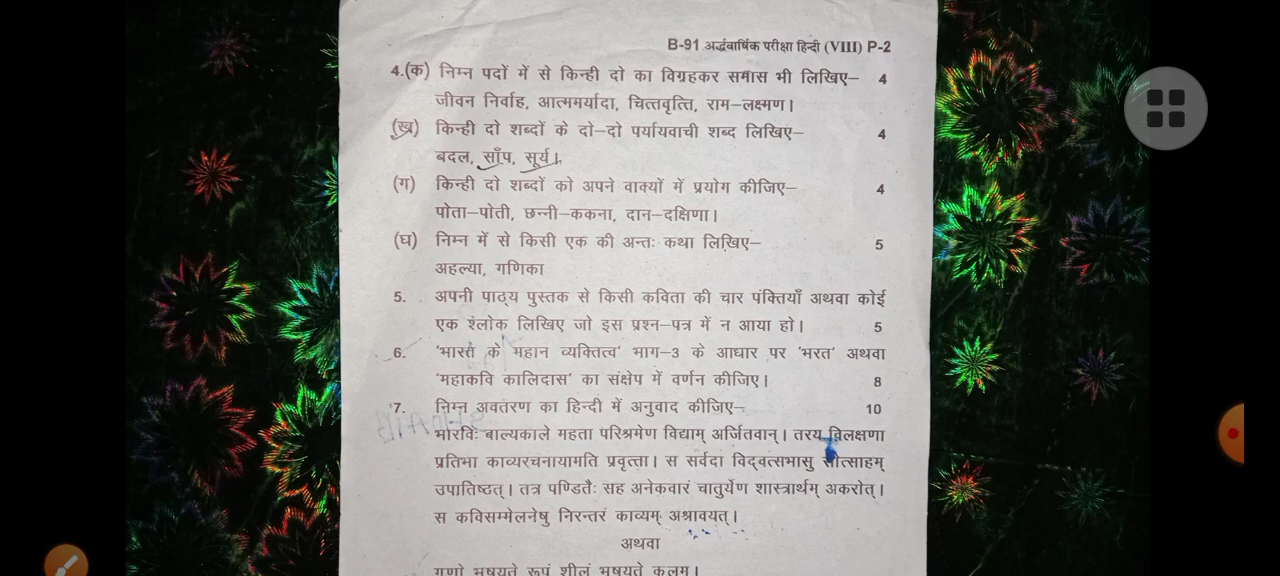 B-91 अर्द्धवार्षिक परीक्षा हिन्दी (VIII) P-2
4.(क) निम्न पदों में से किन्ही दो का विग्रहकर समास भी लिखिए– 4
जीवन निर्वाह, आत्ममर्यादा, चित्तवृत्ति, राम–लक्ष्मण।
(ख) किन्ही दो शब्दों के दो–दो पर्यायवाची शब्द लिखिए– 4
बदल, साँप, सूर्य।
(ग) किन्ही दो शब्दों को अपने वाक्यों में प्रयोग कीजिए– 4
पोता–पोती, छन्नी–ककना, दान–दक्षिणा।
(घ) निम्न में से किसी एक की अन्तः कथा लिखिए– 5
अहल्या, गणिका
5. अपनी पाठ्य पुस्तक से किसी कविता की चार पंक्तियाँ अथवा कोई
एक श्लोक लिखिए जो इस प्रश्न–पत्र में न आया हो। 5
6. 'भारत के महान व्यक्तित्व' भाग–3 के आधार पर 'भरत' अथवा
'महाकवि कालिदास' का संक्षेप में वर्णन कीजिए। 8
7. निम्न अवतरण का हिन्दी में अनुवाद कीजिए– 10
भारविः बाल्यकाले महता परिश्रमेण विद्याम् अर्जितवान्। तस्य विलक्षणा
प्रतिभा काव्यरचनायामति प्रवृत्ता। स सर्वदा विद्वत्सभासु सोत्साहम्
उपातिष्ठत्। तत्र पण्डितैः सह अनेकवारं चातुर्येण शास्त्रार्थम् अकरोत्।
स कविसम्मेलनेषु निरन्तरं काव्यम् अश्रावयत्।
अथवा
गुणो भूषयते रूपं शीलं भूषयते कुलम्।